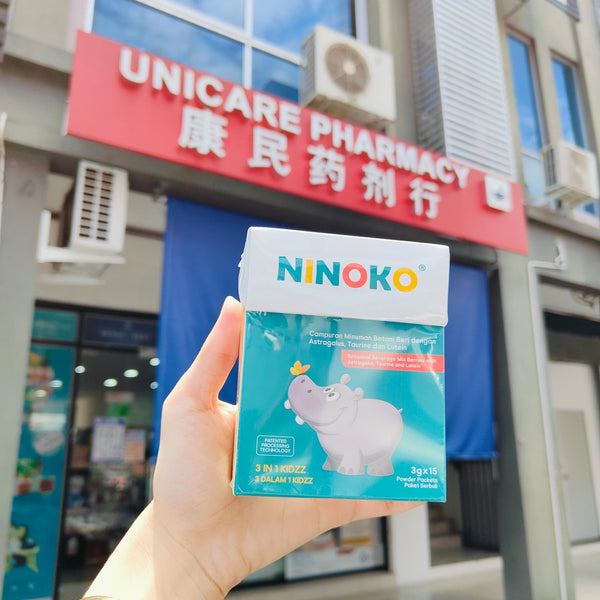 UNICARE PHARMACY
康民药剂行
NINOKO®
Campuran Minuman Botani Beri dengan
Astragalus, Taurine dan Lutein
Botanical Beverage Mix Berries with
Astragalus, Taurine and Lutein
PATENTED
PROCESSING
TECHNOLOGY
3 IN 1 KIDZZ
3 DALAM 1 KIDZZ
3g x 15
Powder Packets
Paket Serbuk